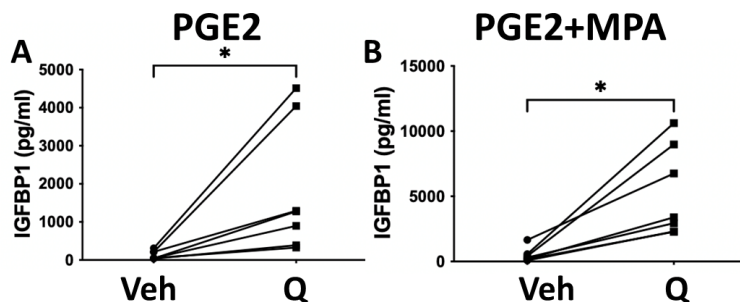 PGE2
A
*
5000
4000
3000
2000
1000
0
IGFBP1 (pg/ml)
Veh Q
PGE2+MPA
B
*
15000
10000
5000
0
IGFBP1 (pg/ml)
Veh Q